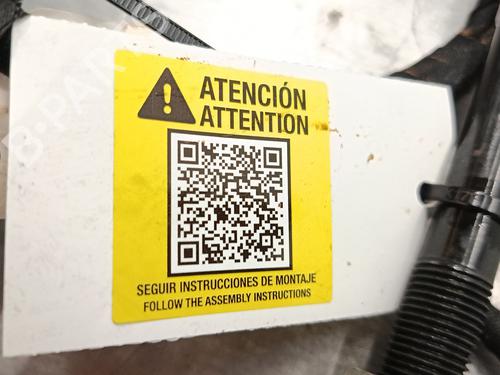 ATENCIÓN
ATTENTION
SEGUIR INSTRUCCIONES DE MONTAJE
FOLLOW THE ASSEMBLY INSTRUCTIONS